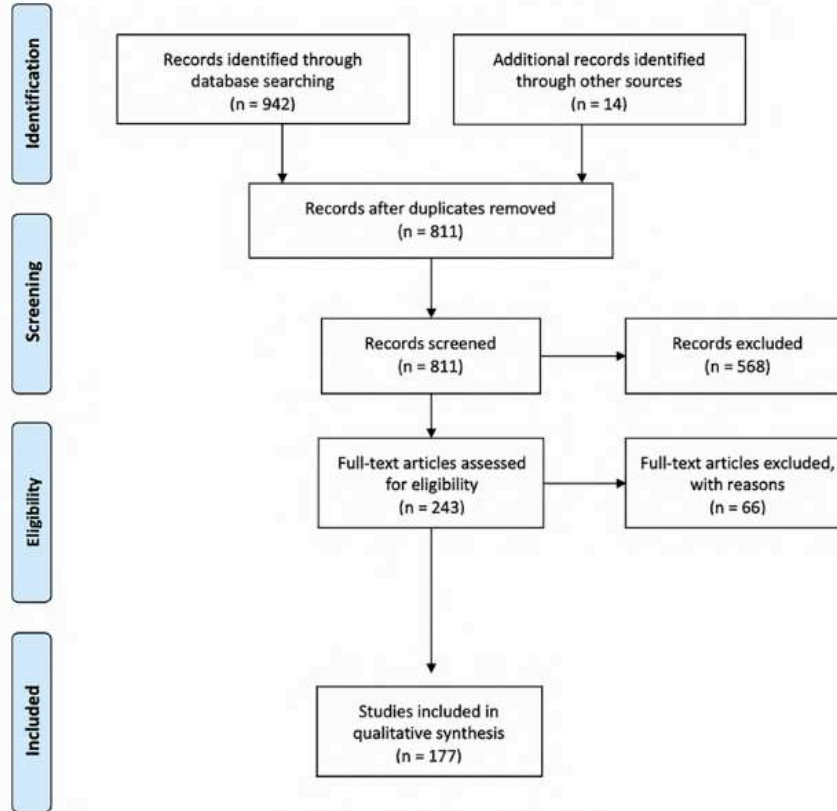 Identification
Records identified through
database searching
(n = 942)
Additional records identified
through other sources
(n = 14)
Records after duplicates removed
(n = 811)
Screening
Records screened
(n = 811)
Records excluded
(n = 568)
Eligibility
Full-text articles assessed
for eligibility
(n = 243)
Full-text articles excluded,
with reasons
(n = 66)
Included
Studies included in
qualitative synthesis
(n = 177)